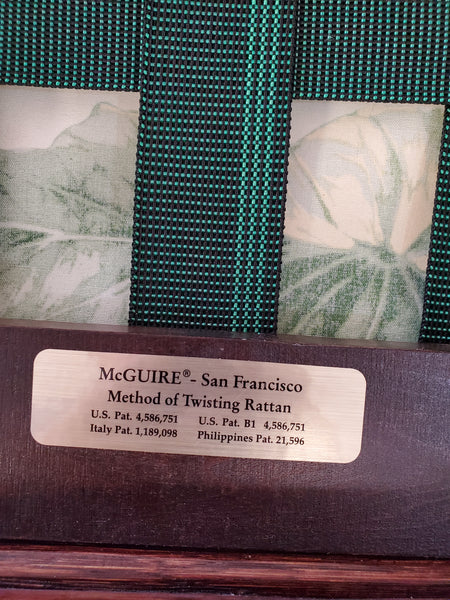 McGUIRE®- San Francisco
Method of Twisting Rattan
U.S. Pat. 4,586,751 U.S. Pat. B1 4,586,751
Italy Pat. 1,189,098 Philippines Pat. 21,596